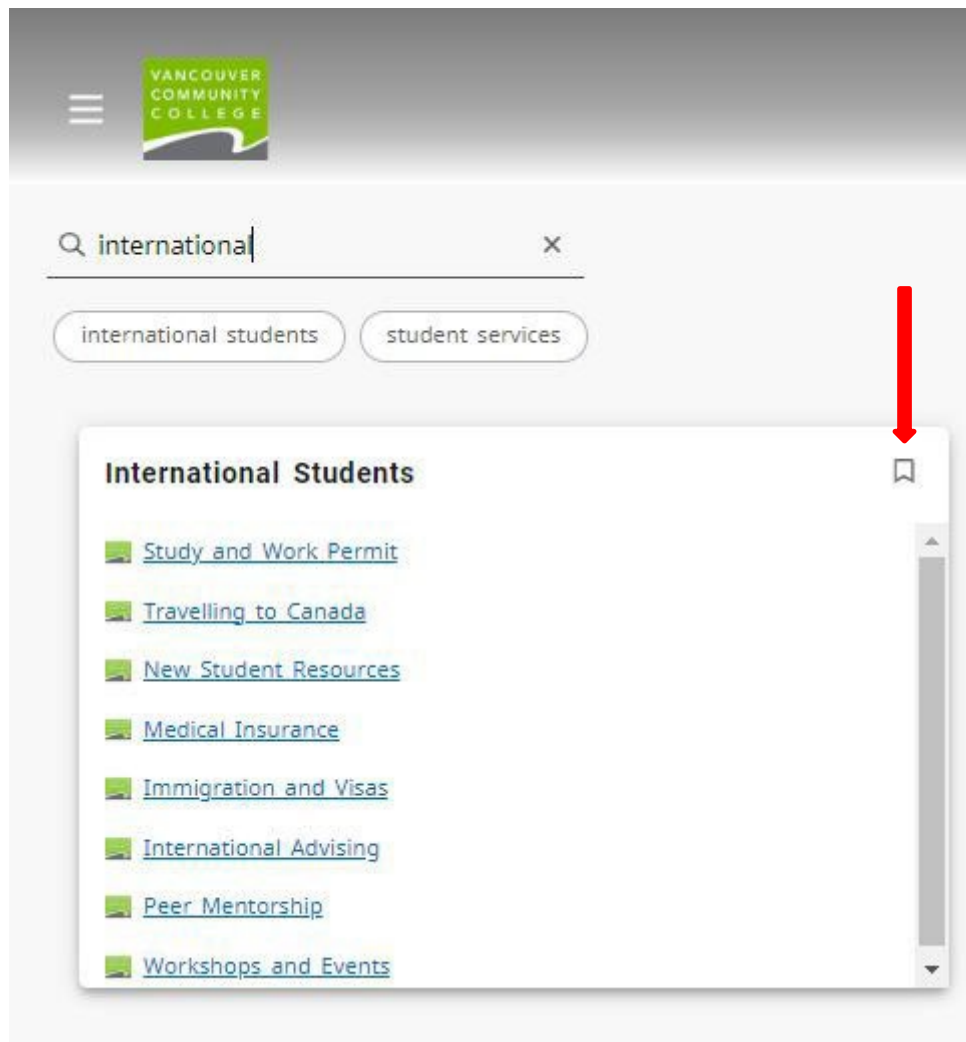 VANCOUVER
COMMUNITY
COLLEGE
international
international students
student services
International Students
Study and Work Permit
Travelling to Canada
New Student Resources
Medical Insurance
Immigration and Visas
International Advising
Peer Mentorship
Workshops and Events